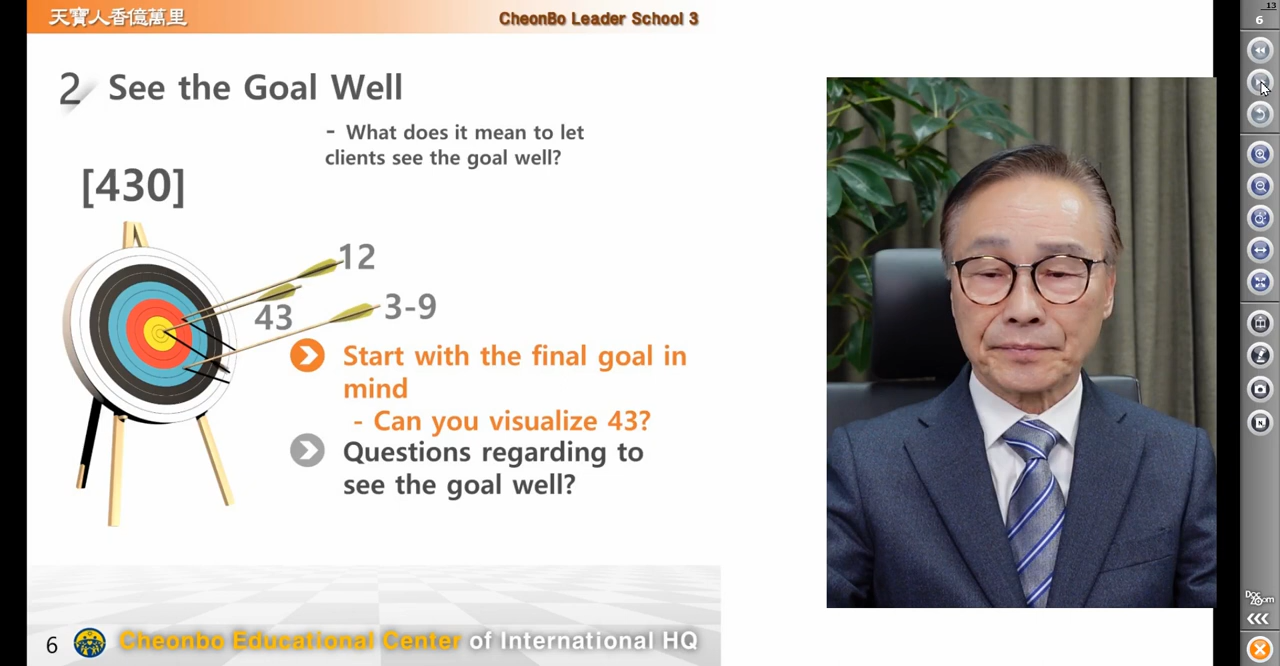 天寶人香億萬里
CheonBo Leader School 3
13
6
2 See the Goal Well
- What does it mean to let
clients see the goal well?
[430]
12
43
3-9
Start with the final goal in
mind
- Can you visualize 43?
Questions regarding to
see the goal well?
6
Cheonbo Educational Center of International HQ
DocZoom